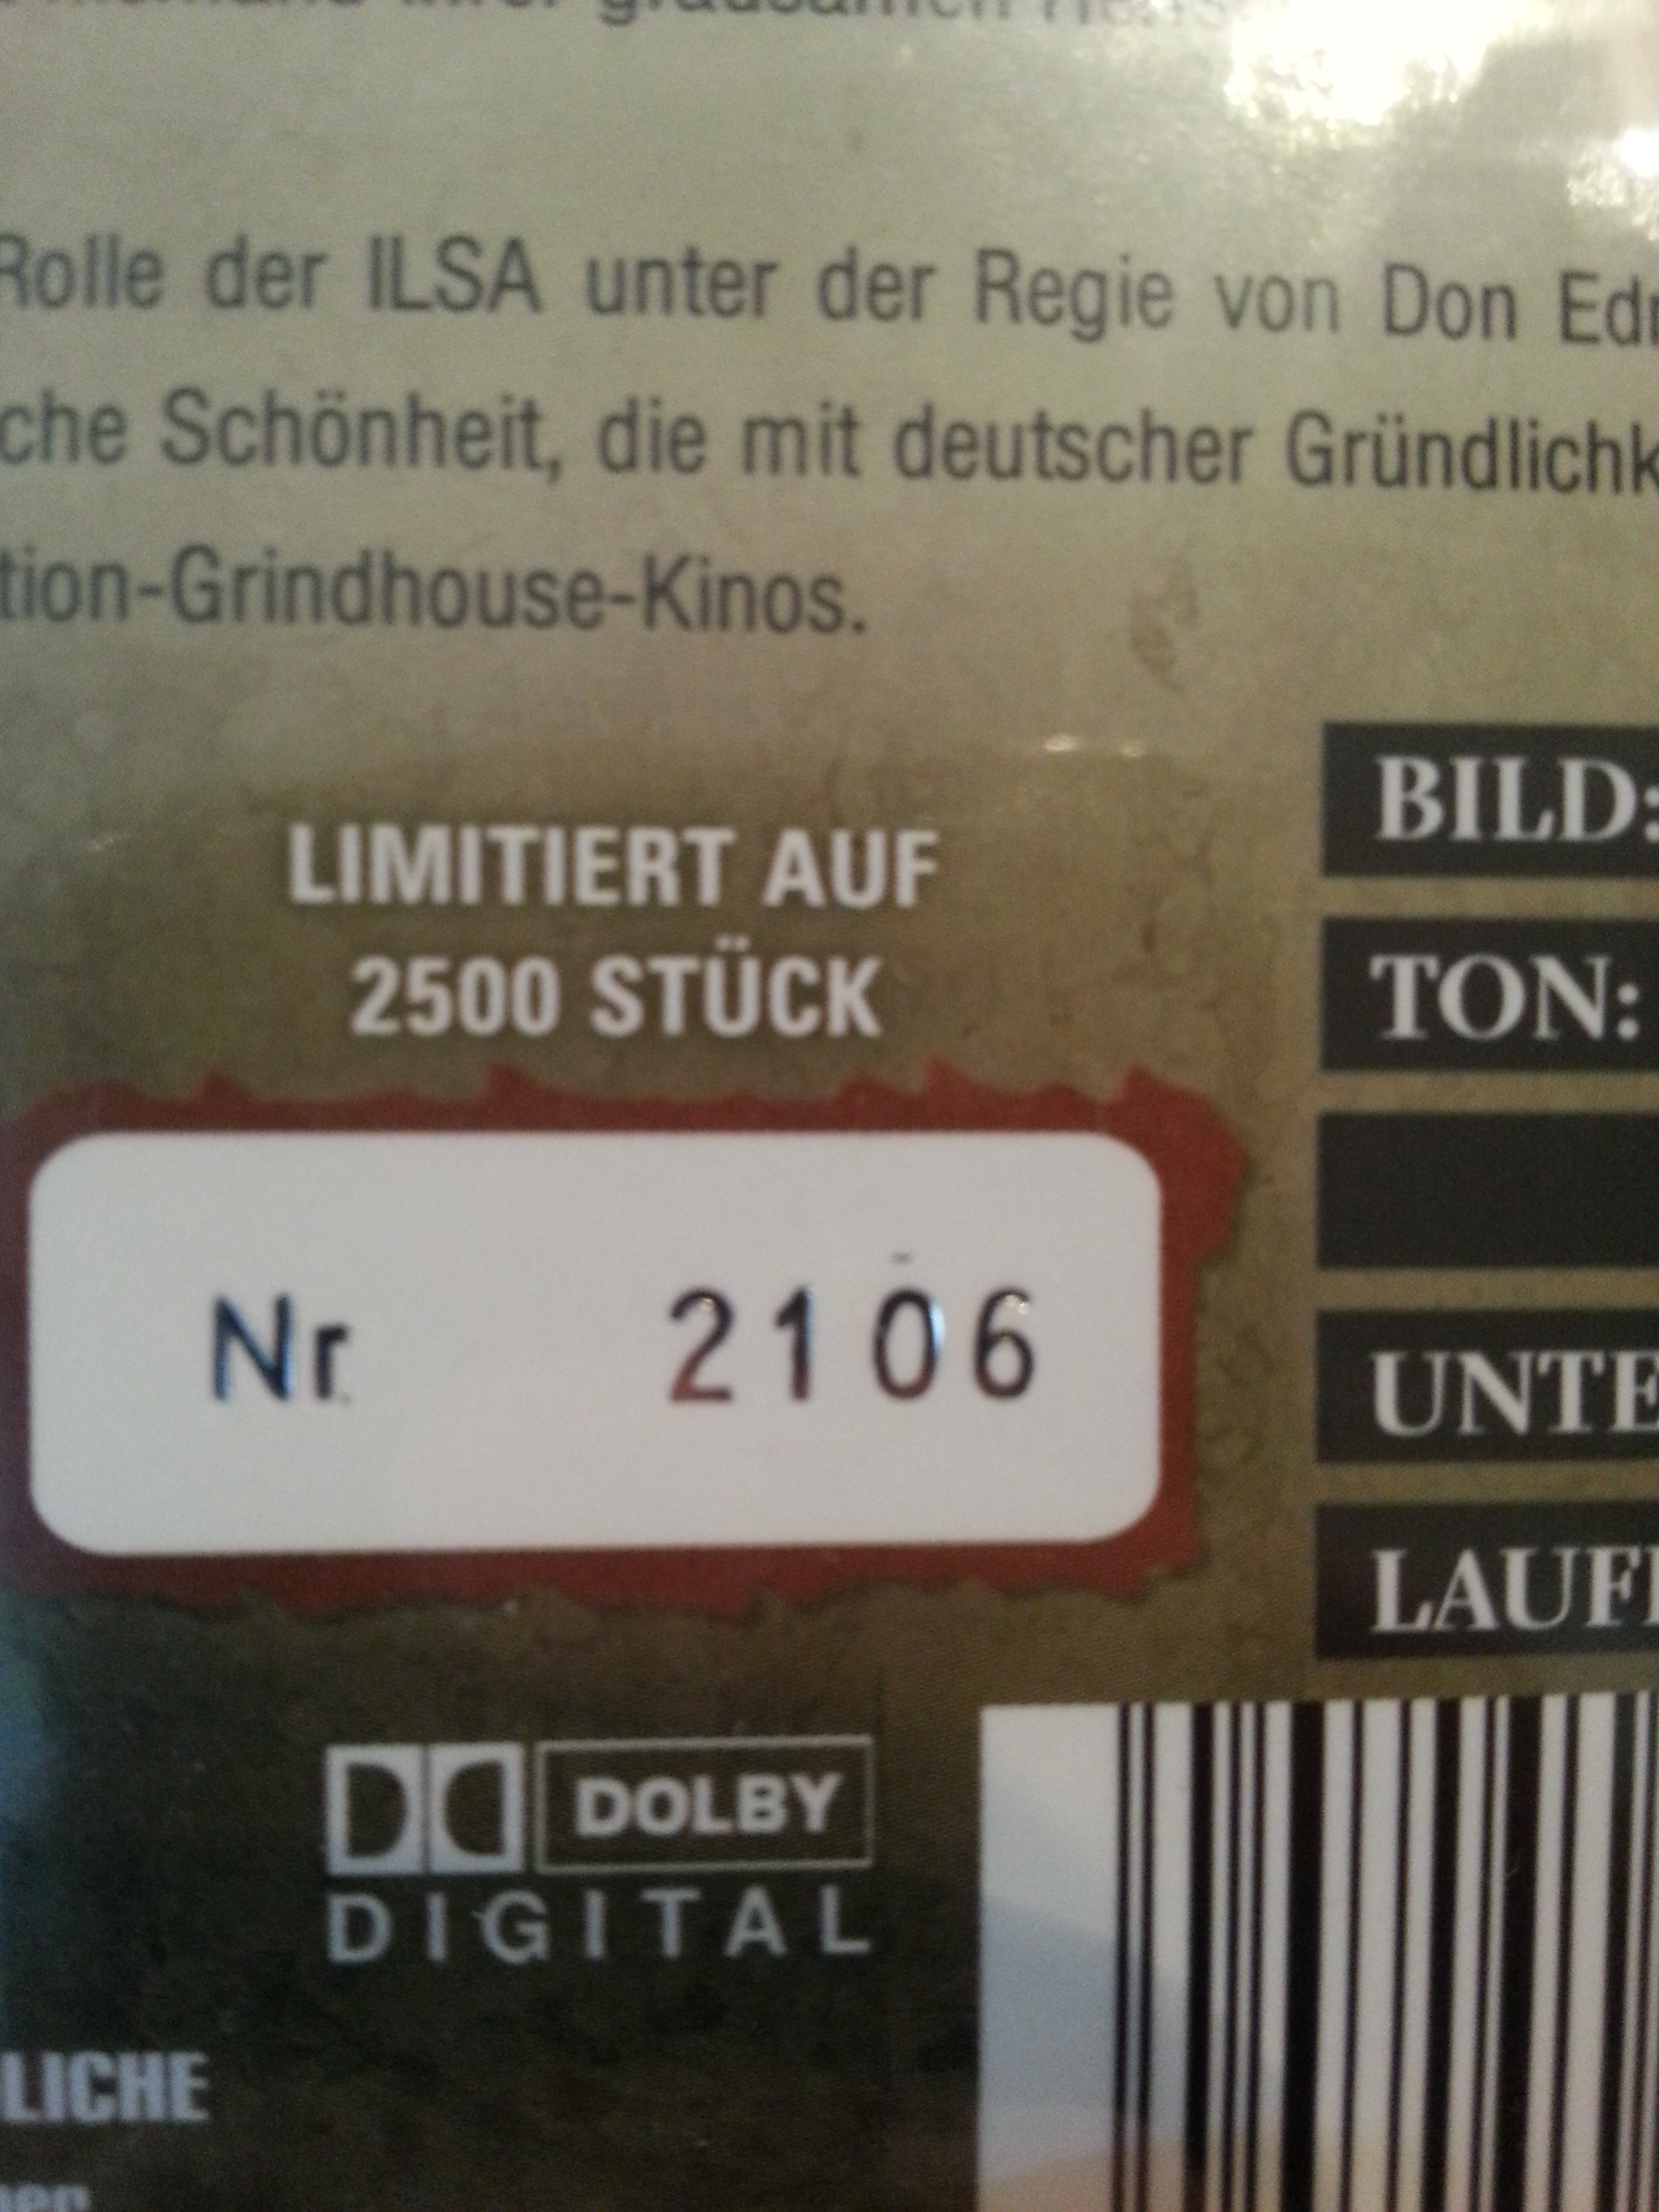 Rolle der ILSA unter der Regie von Don
che Schönheit, die mit deutscher Gründlichk
tion-Grindhouse-Kinos.
LIMITIERT AUF
2500 STÜCK
Nr. 2106
BILD:
TON:
UNTE
LAUF
DOLBY
DIGITAL
LICHE